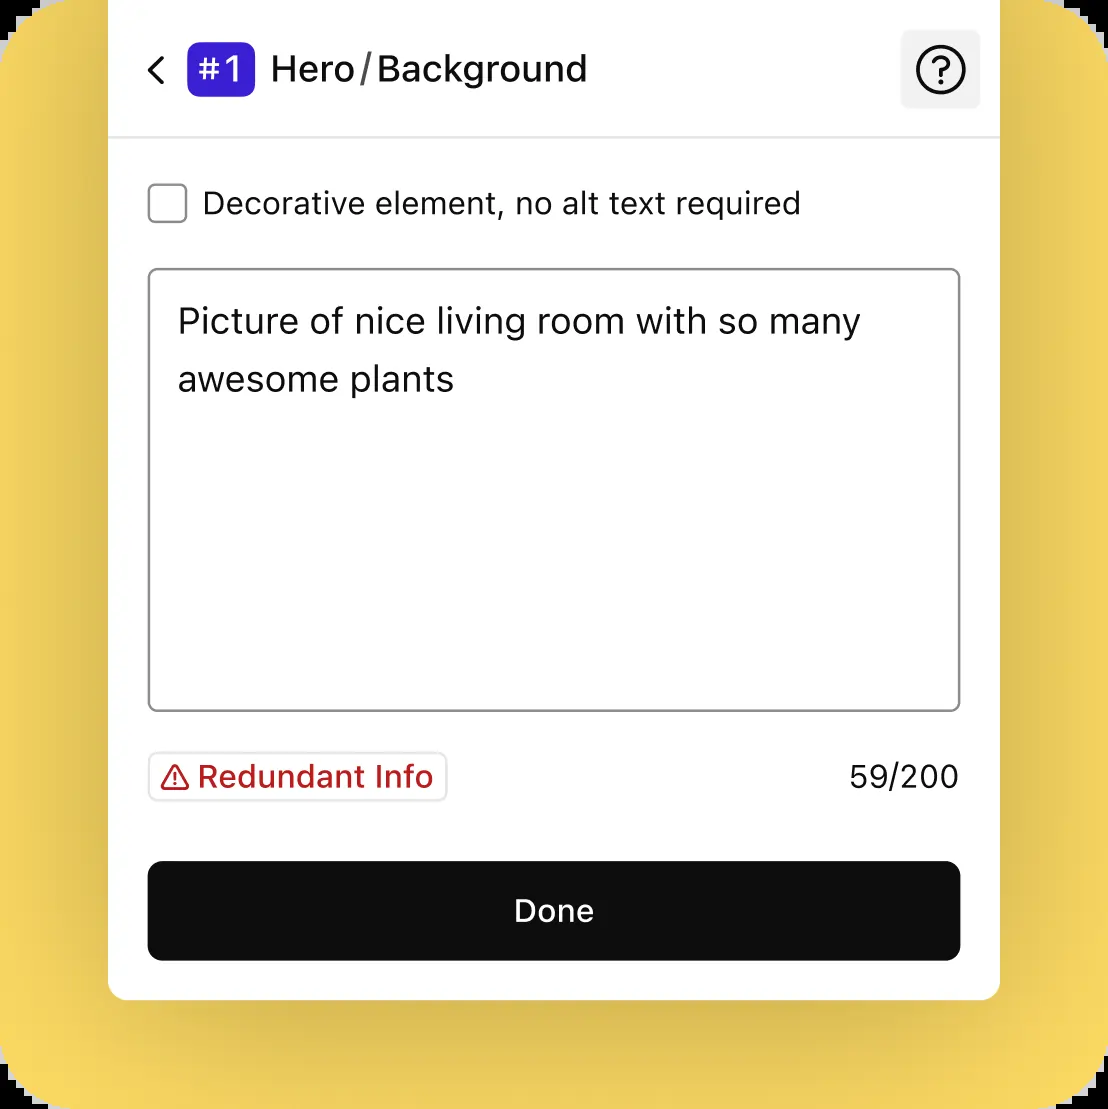 #1 Hero/Background
Decorative element, no alt text required
Picture of nice living room with so many
awesome plants
Redundant Info 59/200
Done